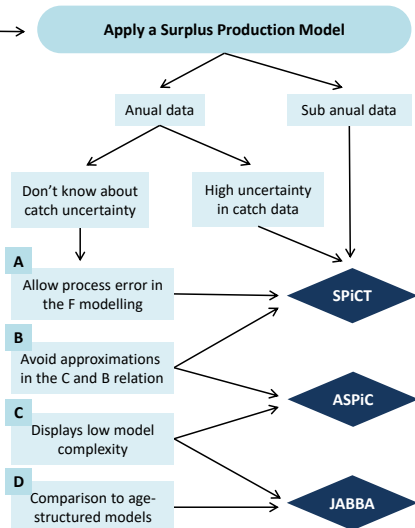 Apply a Surplus Production Model
Anual data
Sub anual data
Don't know about
catch uncertainty
High uncertainty
in catch data
A
Allow process error in
the F modelling
SPiCT
B
Avoid approximations
in the C and B relation
ASPiC
C
Displays low model
complexity
D
Comparison to age-
structured models
JABBA